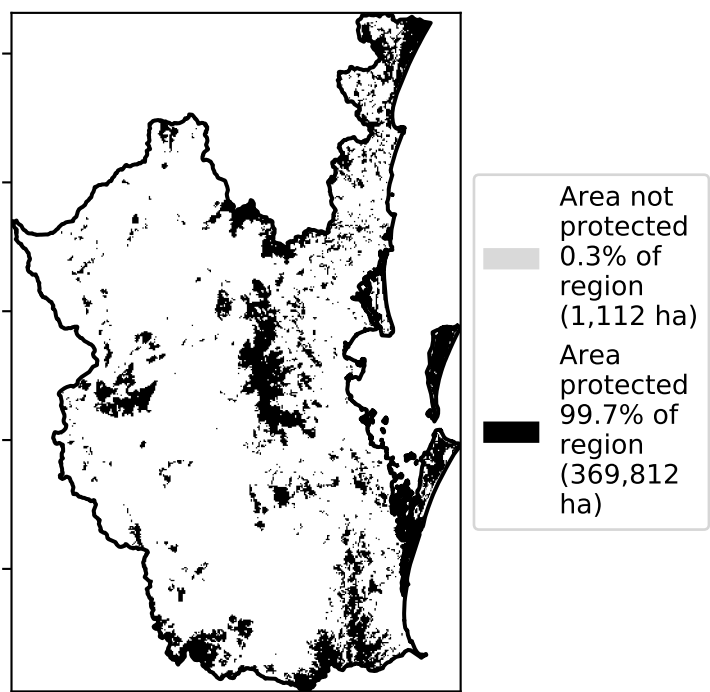 Area not
protected
0.3% of
region
(1,112 ha)
Area
protected
99.7% of
region
(369,812
ha)